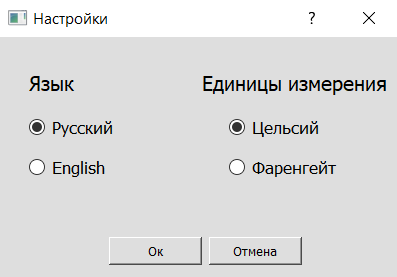 Настройки
Язык Единицы измерения
Русский Цельсий
English Фаренгейт
Ок Отмена